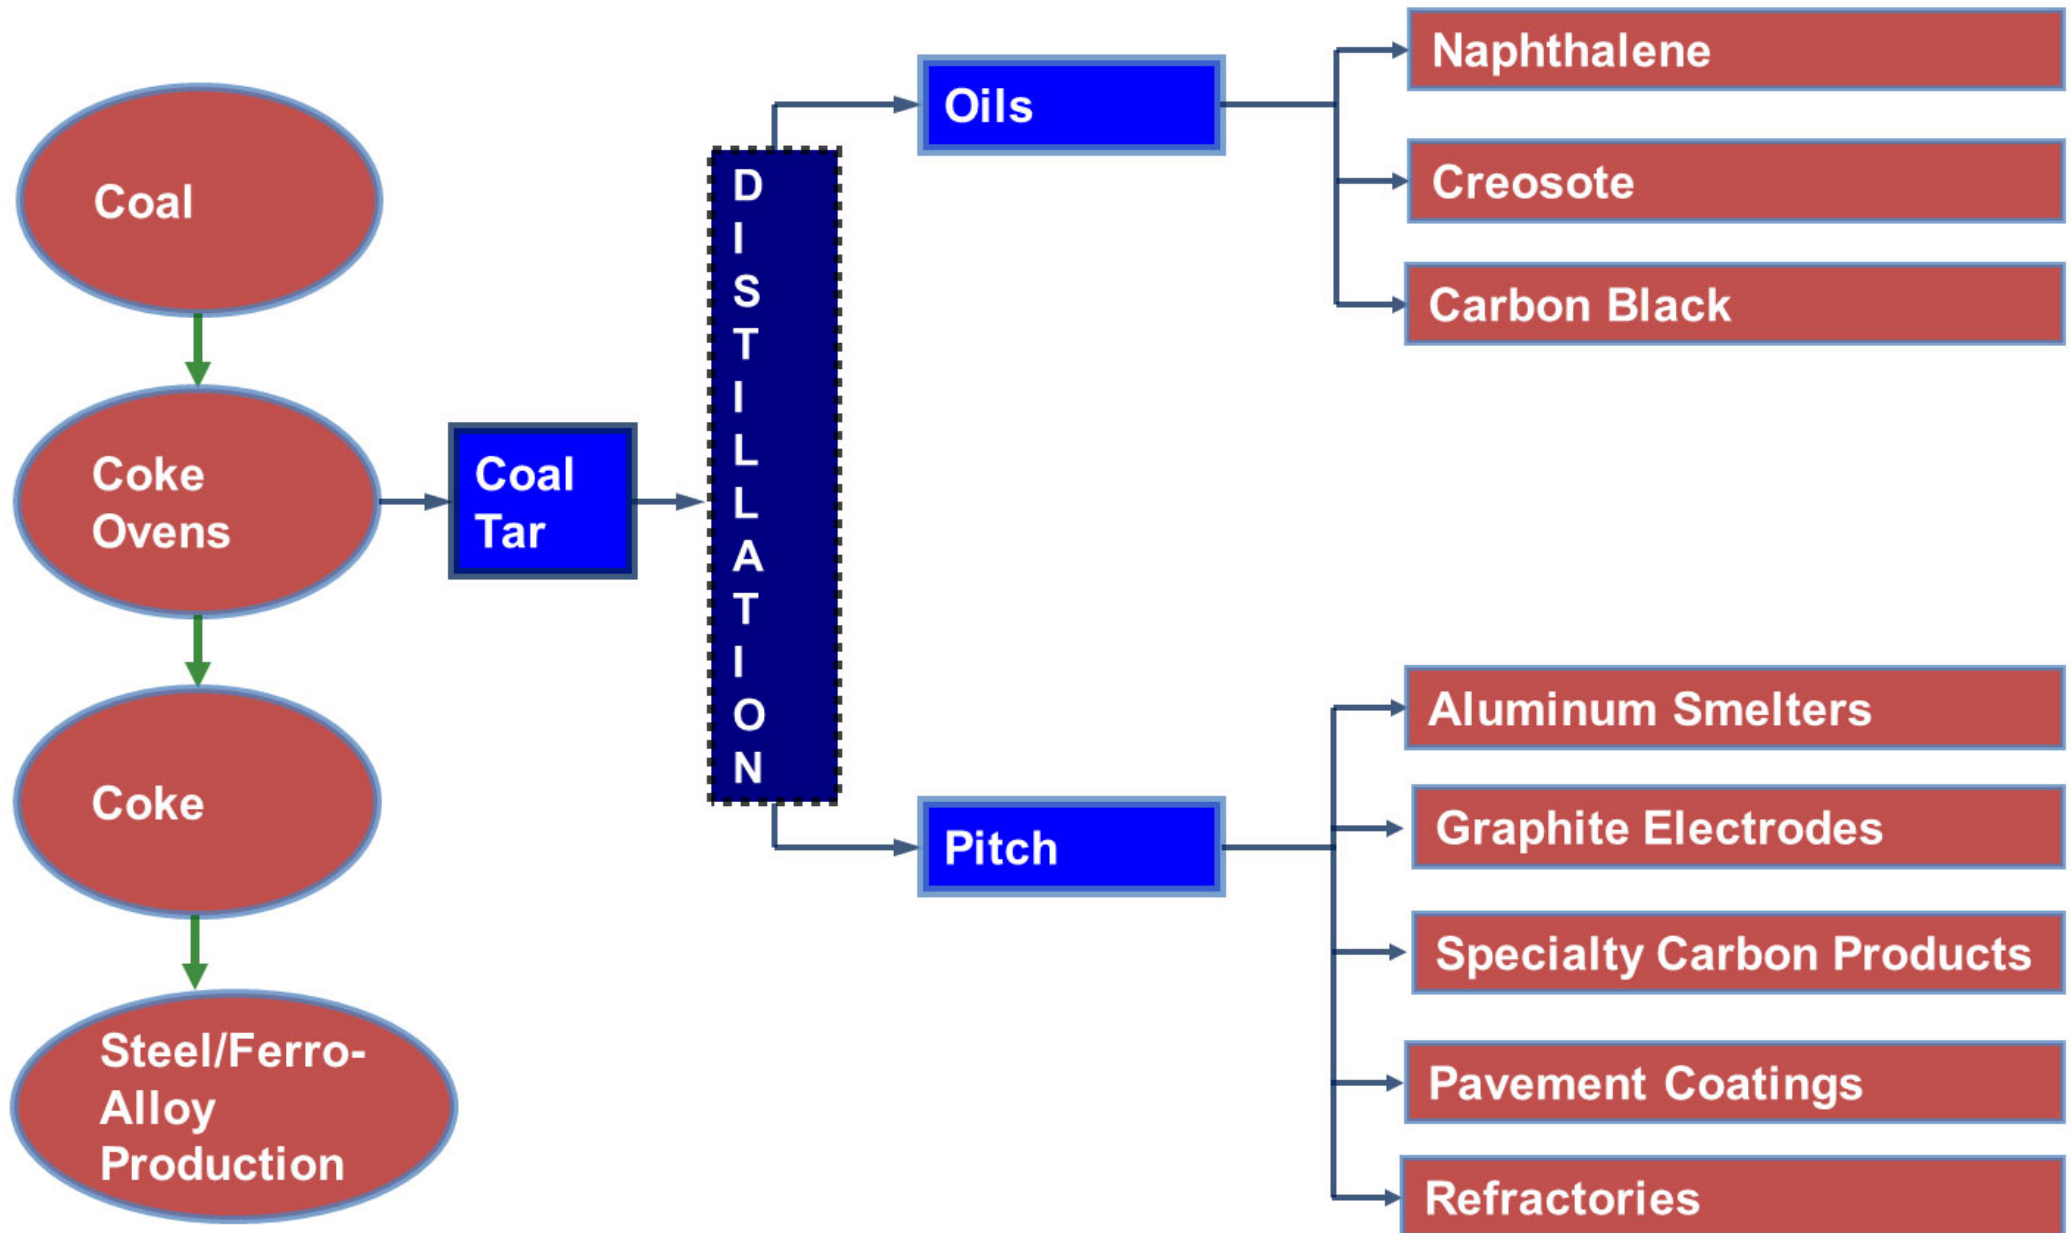 Coal
Coke
Ovens
Coke
Steel/Ferro-
Alloy
Production
Coal
Tar
D
I
S
T
I
L
L
A
T
I
O
N
Oils
Pitch
Naphthalene
Creosote
Carbon Black
Aluminum Smelters
Graphite Electrodes
Specialty Carbon Products
Pavement Coatings
Refractories